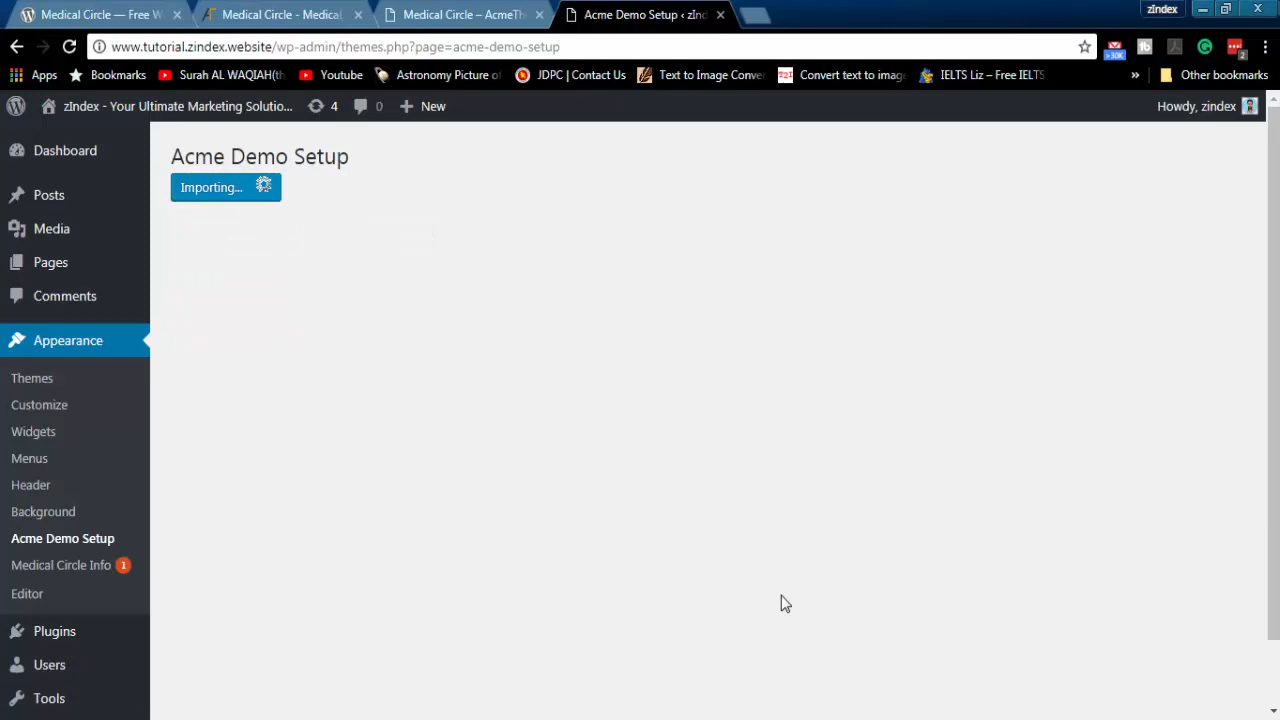 Medical Circle — Free W
Medical Circle - Medical
Medical Circle – AcmeTh
Acme Demo Setup ‹ zInd
zIndex
www.tutorial.zindex.website/wp-admin/themes.php?page=acme-demo-setup
>30K
2
Apps
Bookmarks
Surah AL WAQIAH(th
Youtube
Astronomy Picture of
JDPC | Contact Us
Text to Image Conver
Convert text to imag
IELTS Liz – Free IELTS
»
Other bookmarks
zIndex - Your Ultimate Marketing Solutio...
4
0
New
Howdy, zindex
Dashboard
Posts
Media
Pages
Comments
Appearance
Themes
Customize
Widgets
Menus
Header
Background
Acme Demo Setup
Medical Circle Info 1
Editor
Plugins
Users
Tools
Acme Demo Setup
Importing...